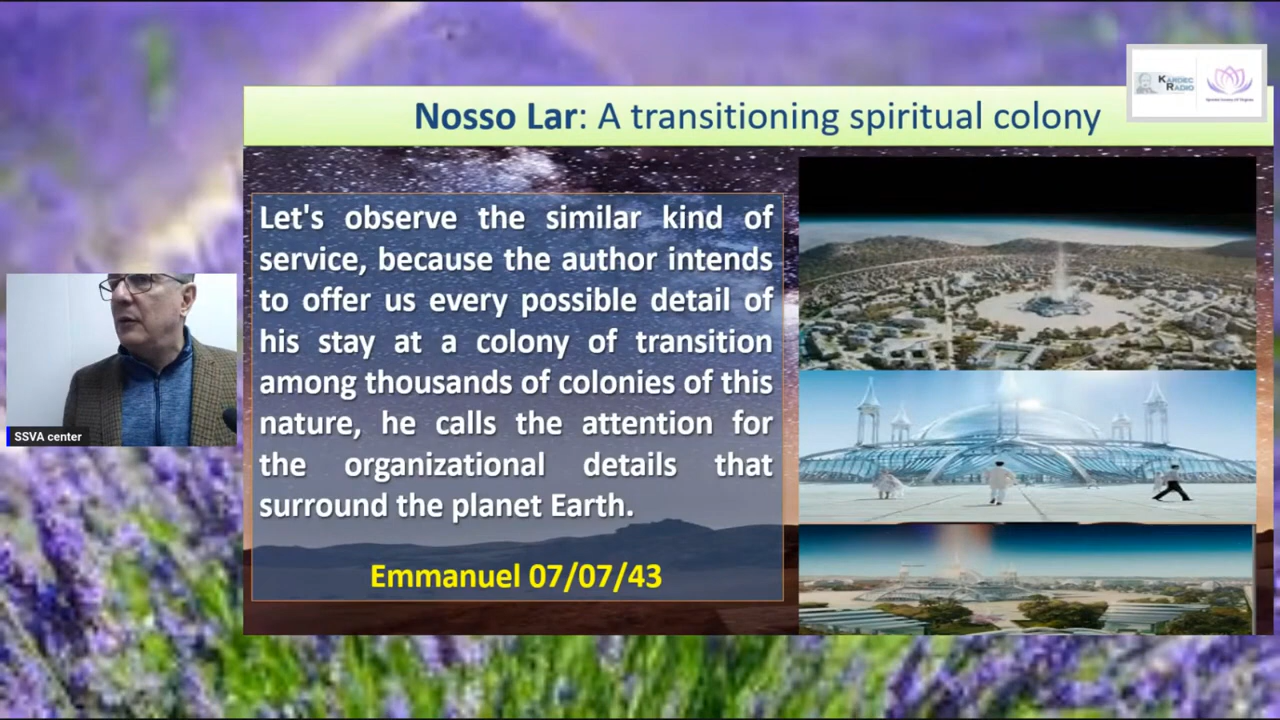 KARDEC
RADIO
Nosso Lar: A transitioning spiritual colony
Let's observe the similar kind of
service, because the author intends
to offer us every possible detail of
his stay at a colony of transition
among thousands of colonies of this
nature, he calls the attention for
the organizational details that
surround the planet Earth.
Emmanuel 07/07/43
SSVA center